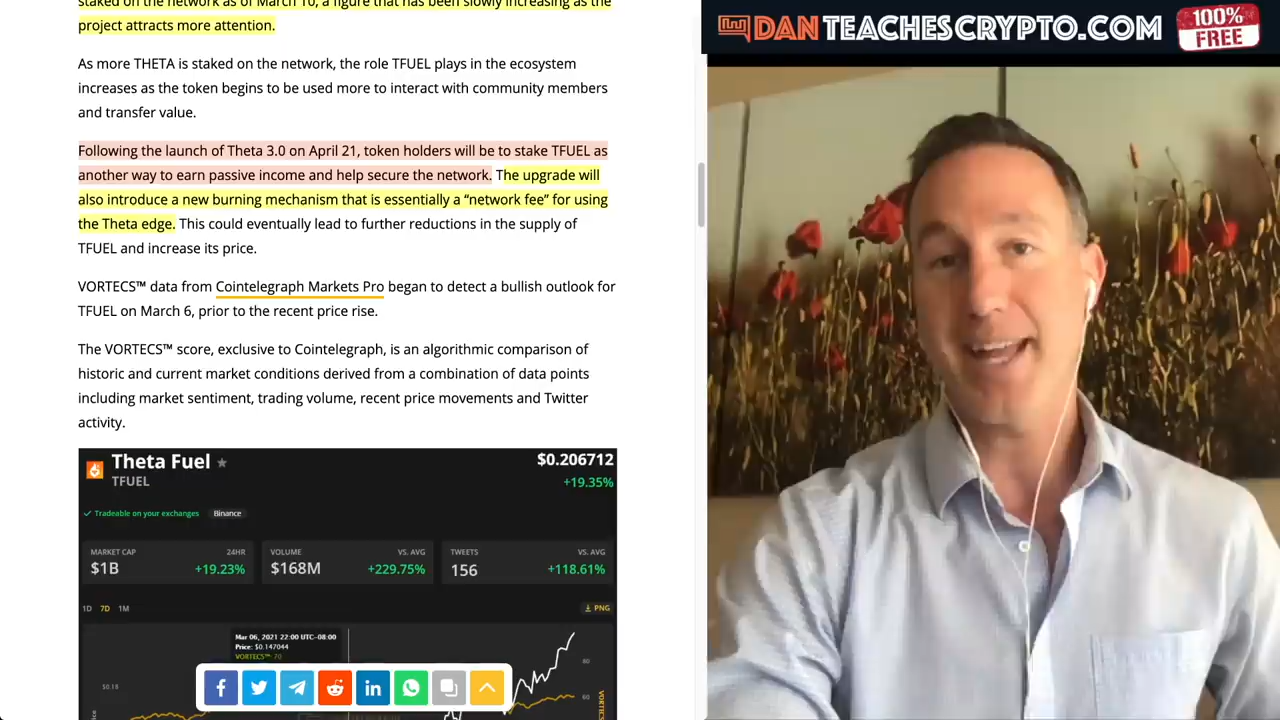 staked on the network as of March 10, a figure that has been slowly increasing as the
project attracts more attention.
As more THETA is staked on the network, the role TFUEL plays in the ecosystem
increases as the token begins to be used more to interact with community members
and transfer value.
Following the launch of Theta 3.0 on April 21, token holders will be to stake TFUEL as
another way to earn passive income and help secure the network. The upgrade will
also introduce a new burning mechanism that is essentially a “network fee” for using
the Theta edge. This could eventually lead to further reductions in the supply of
TFUEL and increase its price.
VORTECS™ data from Cointelegraph Markets Pro began to detect a bullish outlook for
TFUEL on March 6, prior to the recent price rise.
The VORTECS™ score, exclusive to Cointelegraph, is an algorithmic comparison of
historic and current market conditions derived from a combination of data points
including market sentiment, trading volume, recent price movements and Twitter
activity.
Theta Fuel
$0.206712
TFUEL
+19.35%
Tradeable on your exchanges Binance
MARKET CAP 24HR
$1B +19.23%
VOLUME VS. AVG
$168M +229.75%
TWEETS VS. AVG
156 +118.61%
1D 7D 1M
PNG
Mar 06, 2021 22:00 UTC-08:00
Price: $0.147044
VORTECS™: 70
80
$0.18
60
DANTEACHESCRYPTO.COM
100%
FREE